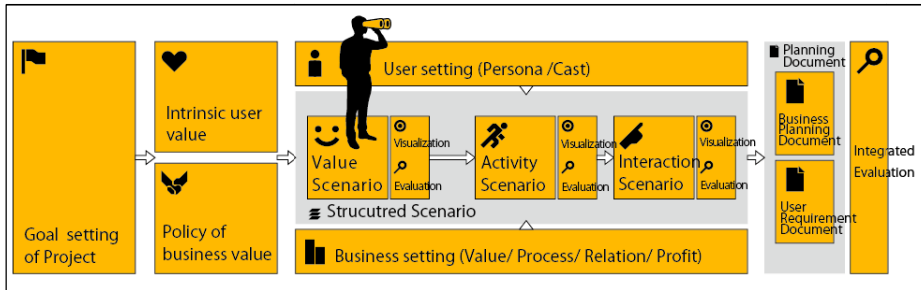 Goal setting
of Project
Intrinsic user
value
Policy of
business value
User setting (Persona /Cast)
Value
Scenario
Visualization
Evaluation
Activity
Scenario
Visualization
Evaluation
Interaction
Scenario
Visualization
Evaluation
Strucutred Scenario
Business setting (Value/ Process/ Relation/ Profit)
Planning
Document
Business
Planning
Document
User
Requirement
Document
Integrated
Evaluation